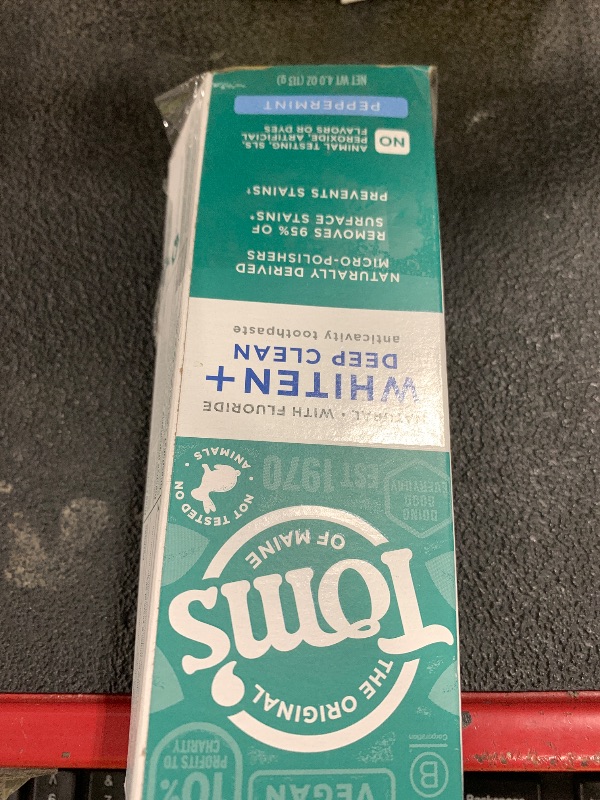 10%
PROFITS TO
CHARITY
VEGAN
B
Corporation
THE ORIGINAL
Tom's
OF MAINE
NOT TESTED ON
ANIMALS
EST 1970
DOING
GOOD
EVERYDAY
NATURAL • WITH FLUORIDE
WHITEN+
DEEP CLEAN
anticavity toothpaste
NATURALLY DERIVED
MICRO-POLISHERS
REMOVES 95% OF
SURFACE STAINS*
PREVENTS STAINS†
NO
ANIMAL TESTING, SLS,
PEROXIDE, ARTIFICIAL
FLAVORS OR DYES
PEPPERMINT
NET WT 4.0 OZ (113 g)